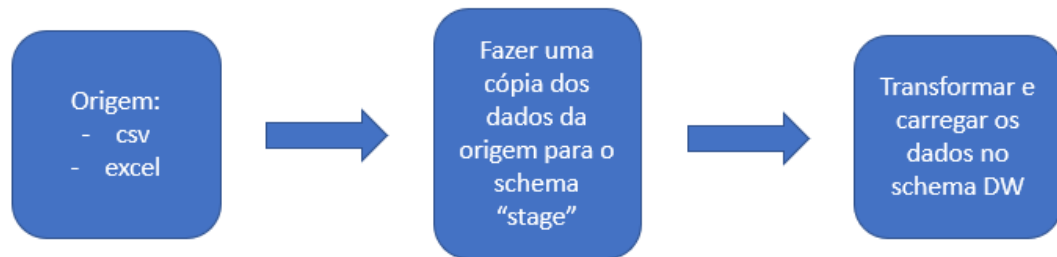 Origem:
- csv
- excel
Fazer uma
cópia dos
dados da
origem para o
schema
“stage”
Transformar e
carregar os
dados no
schema DW